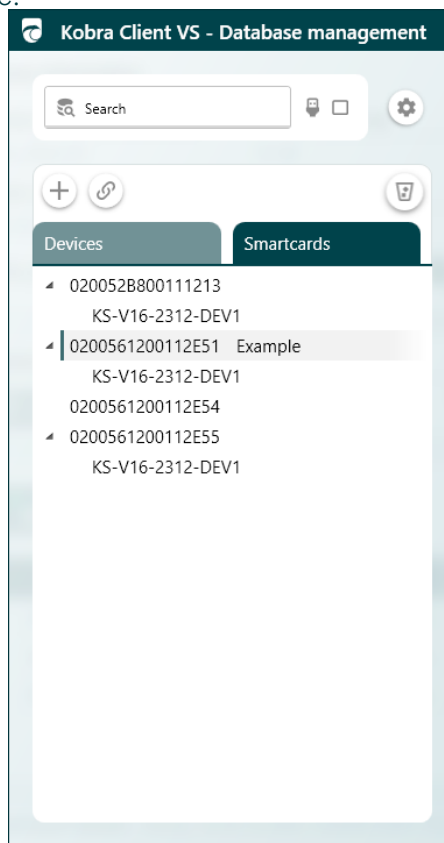 Kobra Client VS - Database management
Search
Devices
Smartcards
020052B800111213
KS-V16-2312-DEV1
0200561200112E51 Example
KS-V16-2312-DEV1
0200561200112E54
0200561200112E55
KS-V16-2312-DEV1